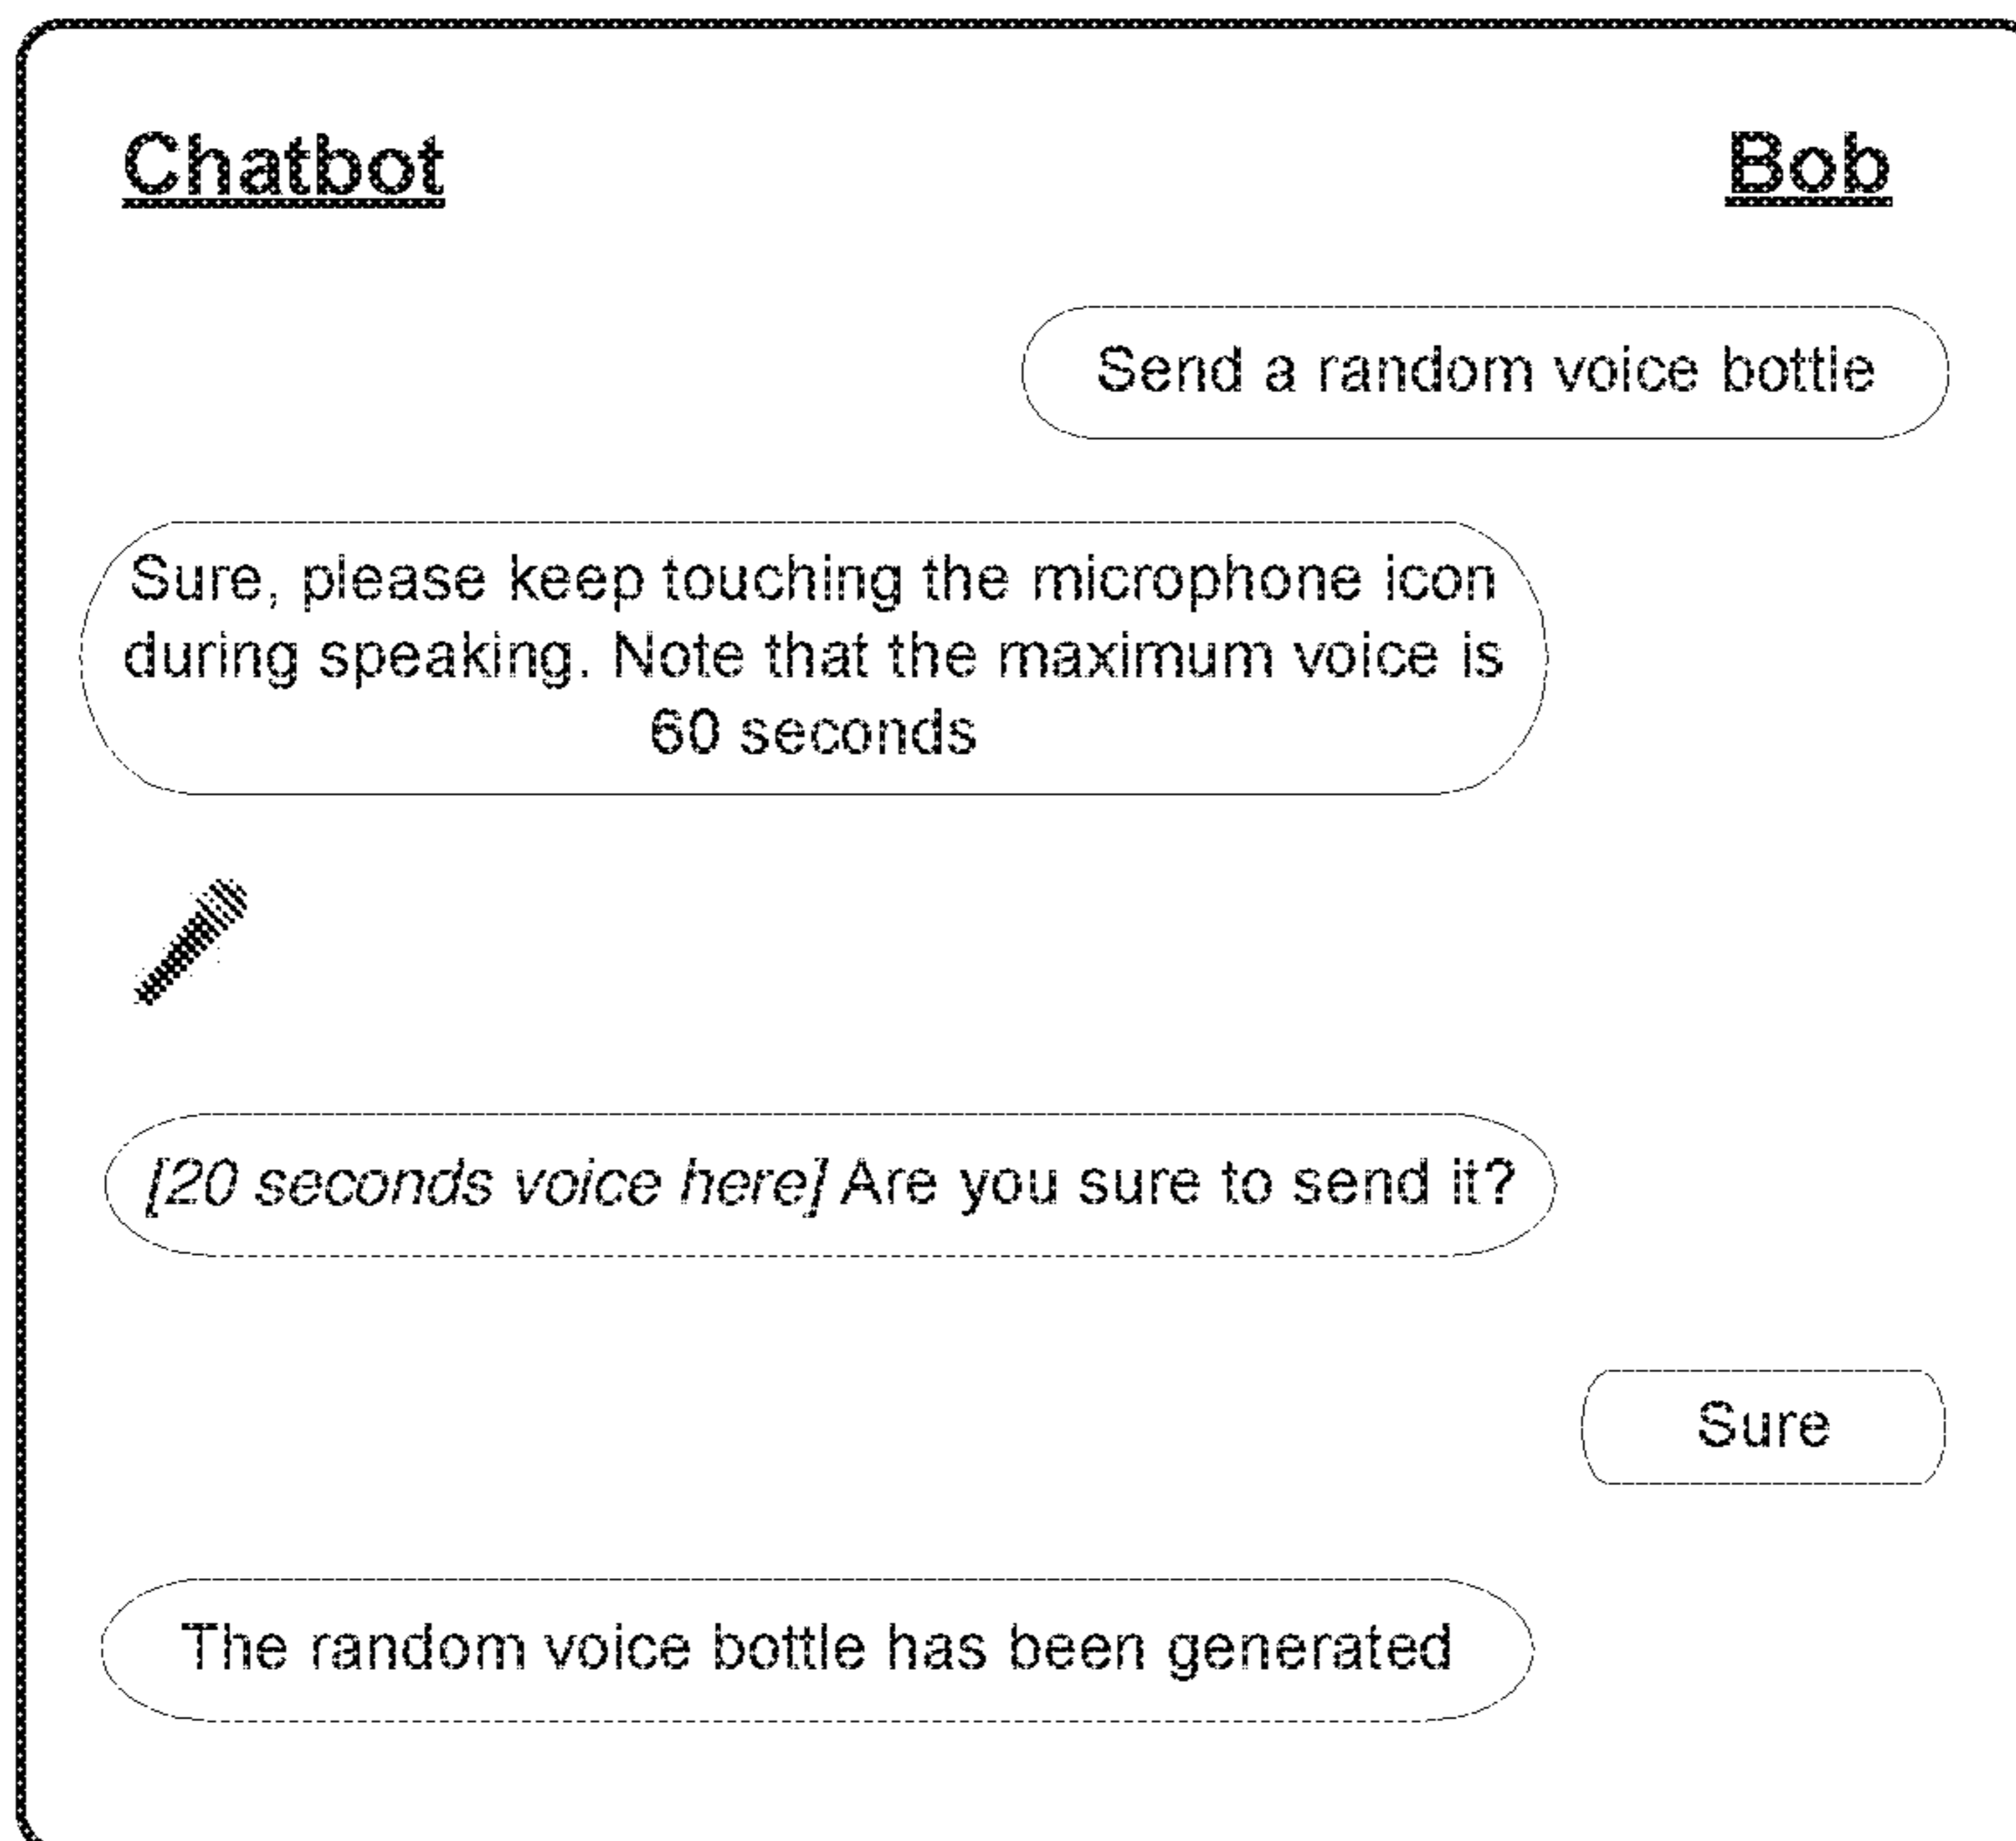 Chatbot
Bob
Send a random voice bottle
Sure, please keep touching the microphone icon
during speaking. Note that the maximum voice is
60 seconds
[20 seconds voice here] Are you sure to send it?
Sure
The random voice bottle has been generated